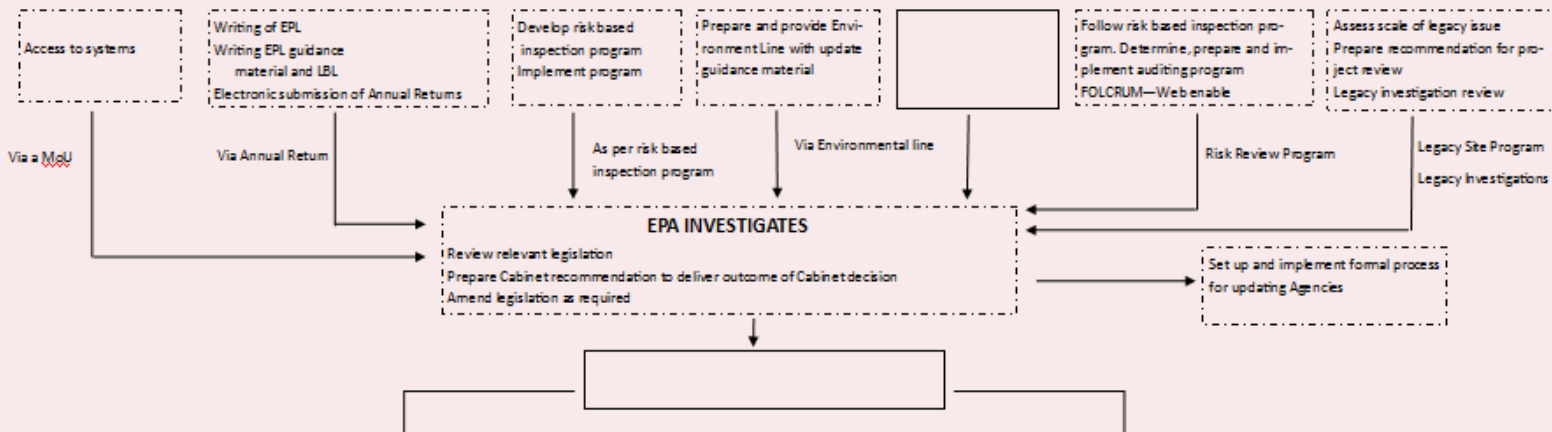 Access to systems
Writing of EPL
Writing EPL guidance
material and LBL
Electronic submission of Annual Returns
Develop risk based
inspection program
Implement program
Prepare and provide Envi-
ronment Line with update
guidance material
Follow risk based inspection pro-
gram. Determine, prepare and im-
plement auditing program
FOLCRUM—Web enable
Assess scale of legacy issue
Prepare recommendation for pro-
ject review
Legacy investigation review
Via a MoU
Via Annual Return
As per risk based
inspection program
Via Environmental line
Risk Review Program
Legacy Site Program
Legacy Investigations
EPA INVESTIGATES
Review relevant legislation
Prepare Cabinet recommendation to deliver outcome of Cabinet decision
Amend legislation as required
Set up and implement formal process
for updating Agencies